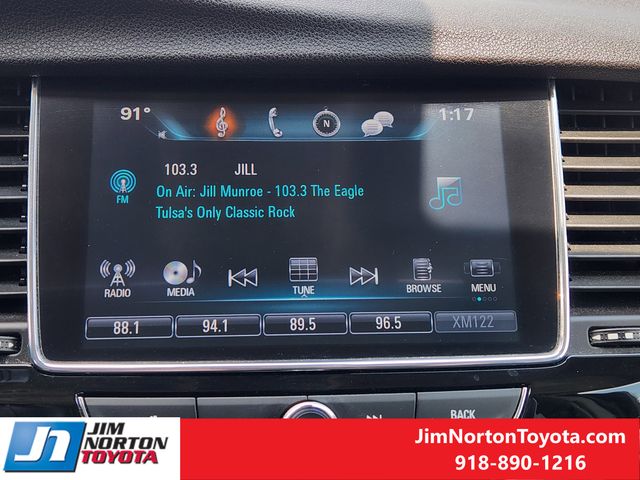 91°
N
1:17
103.3 JILL
On Air: Jill Munroe - 103.3 The Eagle
Tulsa's Only Classic Rock
FM
RADIO MEDIA TUNE BROWSE MENU
88.1 94.1 89.5 96.5 XM122
BACK
JN JIM NORTON TOYOTA
JimNortonToyota.com
918-890-1216